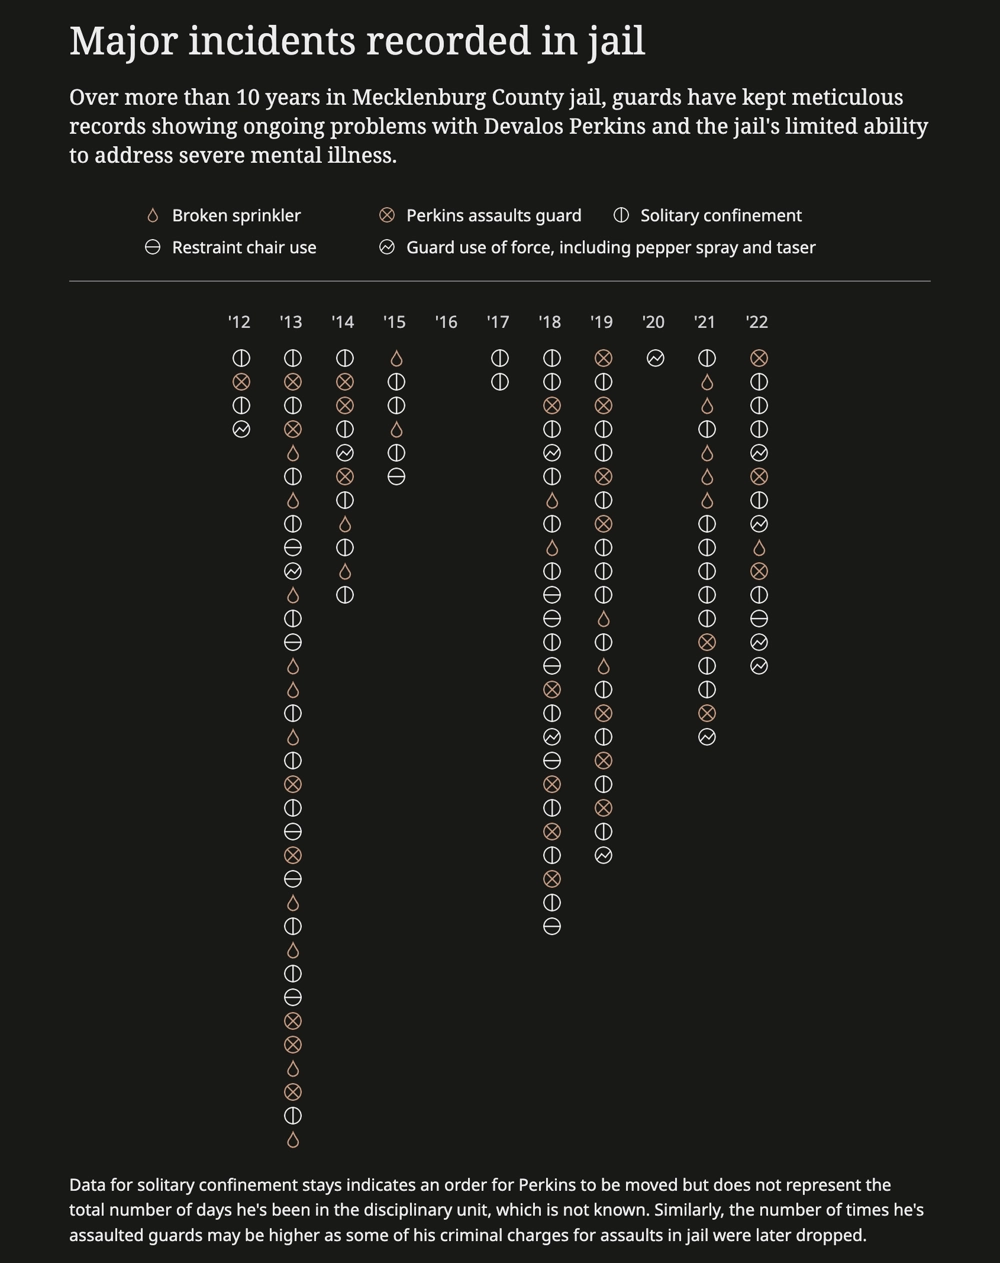 Major incidents recorded in jail
Over more than 10 years in Mecklenburg County jail, guards have kept meticulous
records showing ongoing problems with Devalos Perkins and the jail's limited ability
to address severe mental illness.
Broken sprinkler Perkins assaults guard Solitary confinement
Restraint chair use Guard use of force, including pepper spray and taser
'12 '13 '14 '15 '16 '17 '18 '19 '20 '21 '22
Data for solitary confinement stays indicates an order for Perkins to be moved but does not represent the
total number of days he's been in the disciplinary unit, which is not known. Similarly, the number of times he's
assaulted guards may be higher as some of his criminal charges for assaults in jail were later dropped.